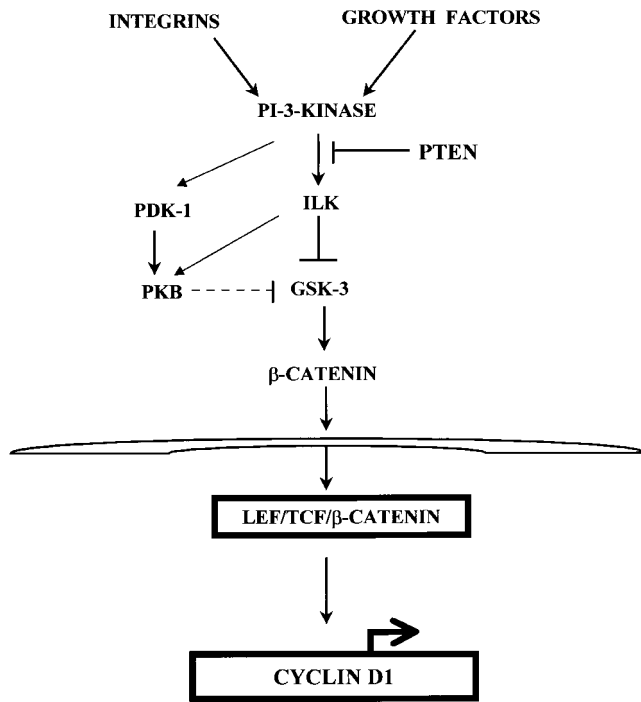 INTEGRINS
GROWTH FACTORS
PI-3-KINASE
PTEN
PDK-1
ILK
PKB
GSK-3
β-CATENIN
LEF/TCF/β-CATENIN
CYCLIN D1